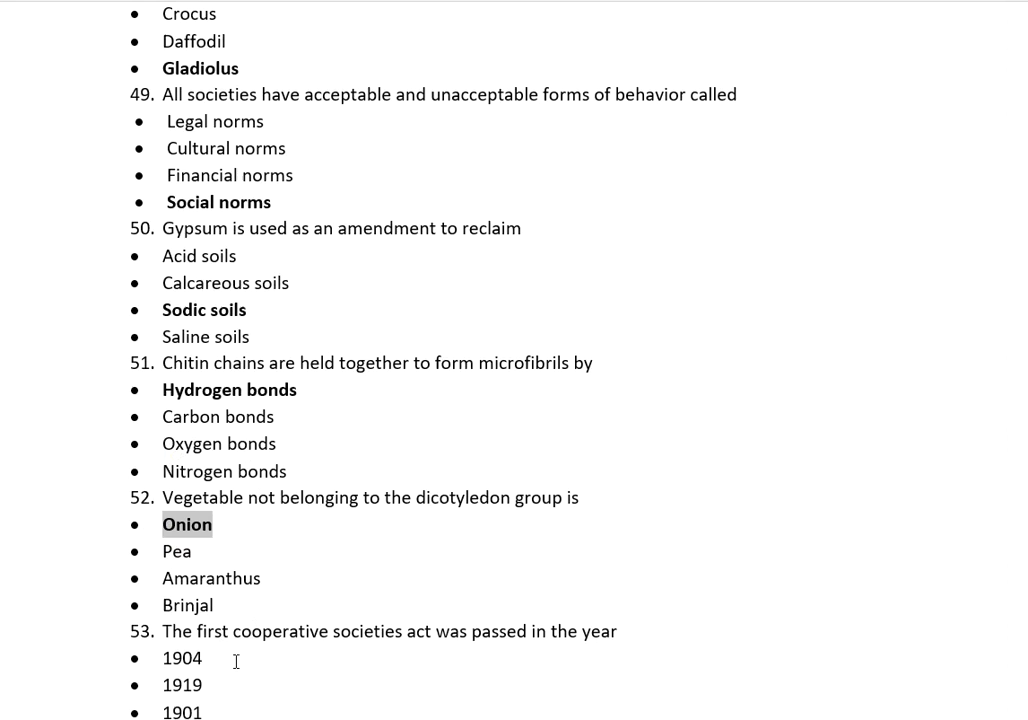 • Crocus
• Daffodil
• Gladiolus
49. All societies have acceptable and unacceptable forms of behavior called
• Legal norms
• Cultural norms
• Financial norms
• Social norms
50. Gypsum is used as an amendment to reclaim
• Acid soils
• Calcareous soils
• Sodic soils
• Saline soils
51. Chitin chains are held together to form microfibrils by
• Hydrogen bonds
• Carbon bonds
• Oxygen bonds
• Nitrogen bonds
52. Vegetable not belonging to the dicotyledon group is
• Onion
• Pea
• Amaranthus
• Brinjal
53. The first cooperative societies act was passed in the year
• 1904
• 1919
• 1901